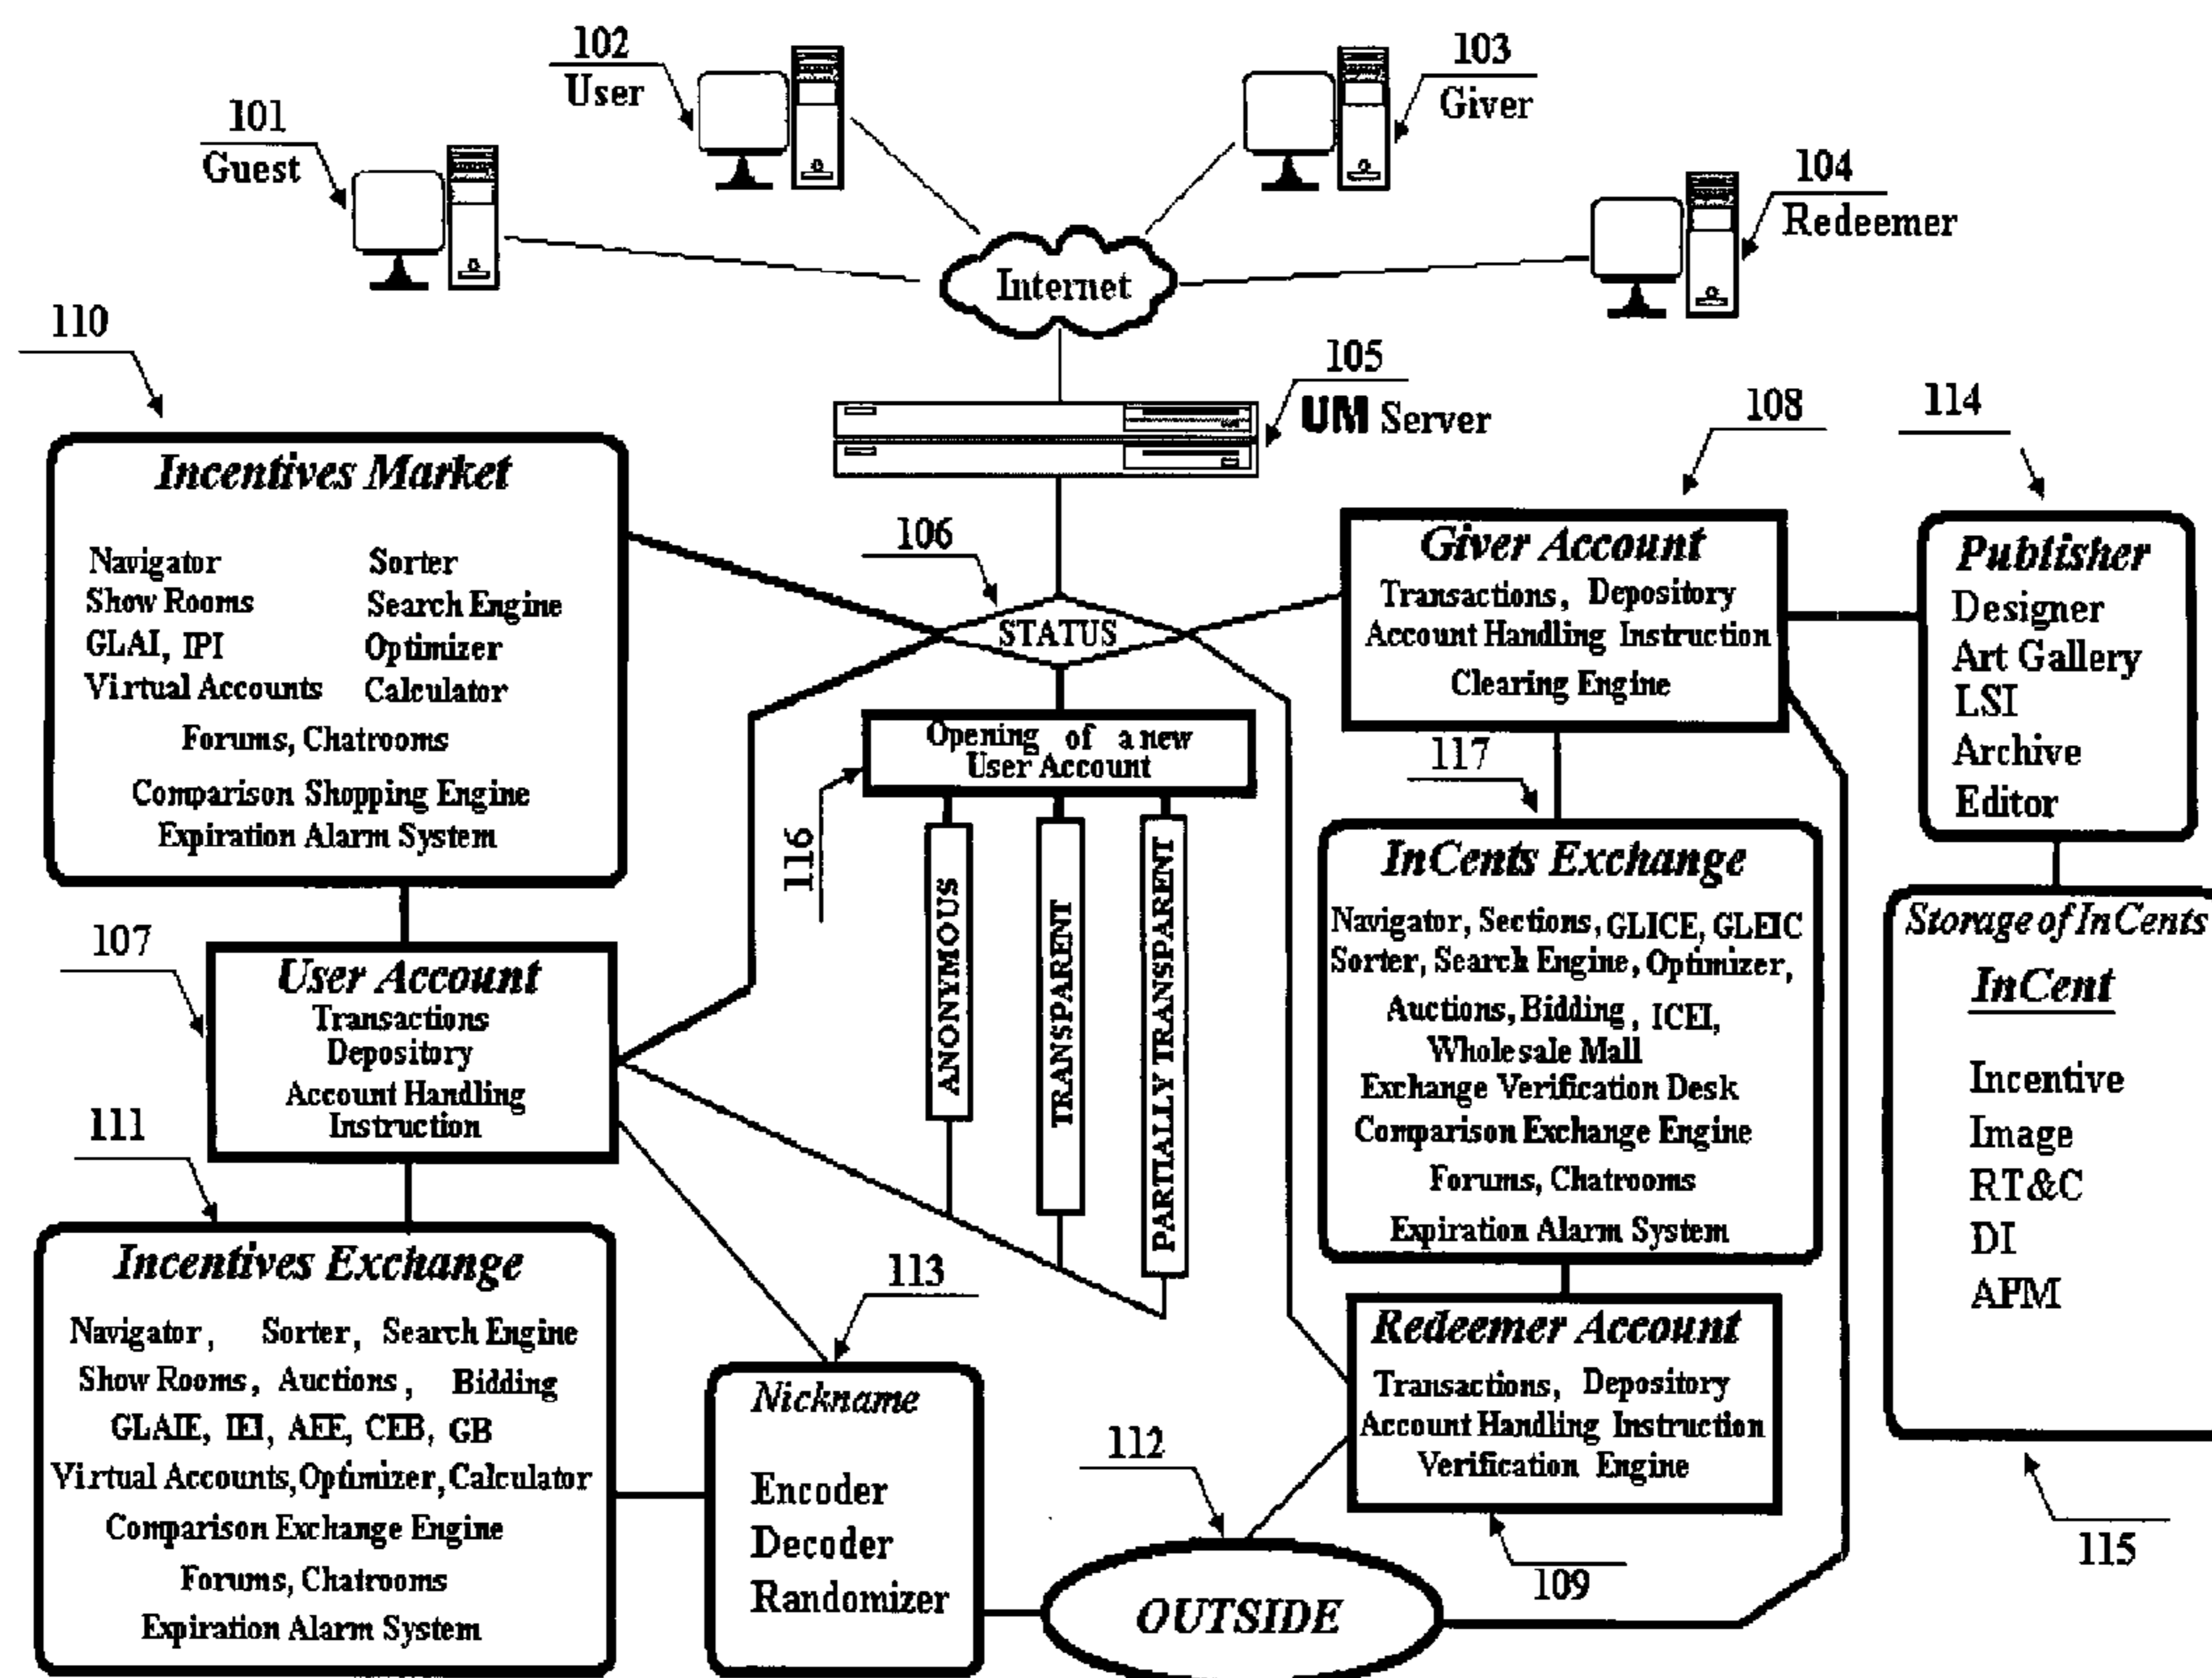 102
User
103
Giver
101
Guest
104
Redeemer
Internet
110
105
UM Server
108
114
Incentives Market
Navigator Sorter
Show Rooms Search Engine
GLAI, IPI Optimizer
Virtual Accounts Calculator
Forums, Chatrooms
Comparison Shopping Engine
Expiration Alarm System
106
STATUS
Giver Account
Transactions, Depository
Account Handling Instruction
Clearing Engine
Publisher
Designer
Art Gallery
LSI
Archive
Editor
Opening of a new
User Account
116
ANONYMOUS
TRANSPARENT
PARTIALLY TRANSPARENT
117
InCents Exchange
Navigator, Sections, GLICE, GLEIC
Sorter, Search Engine, Optimizer,
Auctions, Bidding, ICEI,
Wholesale Mall
Exchange Verification Desk
Comparison Exchange Engine
Forums, Chatrooms
Expiration Alarm System
Storage of InCents
InCent
Incentive
Image
RT&C
DI
APM
115
107
User Account
Transactions
Depository
Account Handling
Instruction
111
Incentives Exchange
Navigator, Sorter, Search Engine
Show Rooms, Auctions, Bidding
GLAIE, IEI, AEE, CEB, GB
Virtual Accounts, Optimizer, Calculator
Comparison Exchange Engine
Forums, Chatrooms
Expiration Alarm System
113
Nickname
Encoder
Decoder
Randomizer
Redeemer Account
Transactions, Depository
Account Handling Instruction
Verification Engine
109
112
OUTSIDE